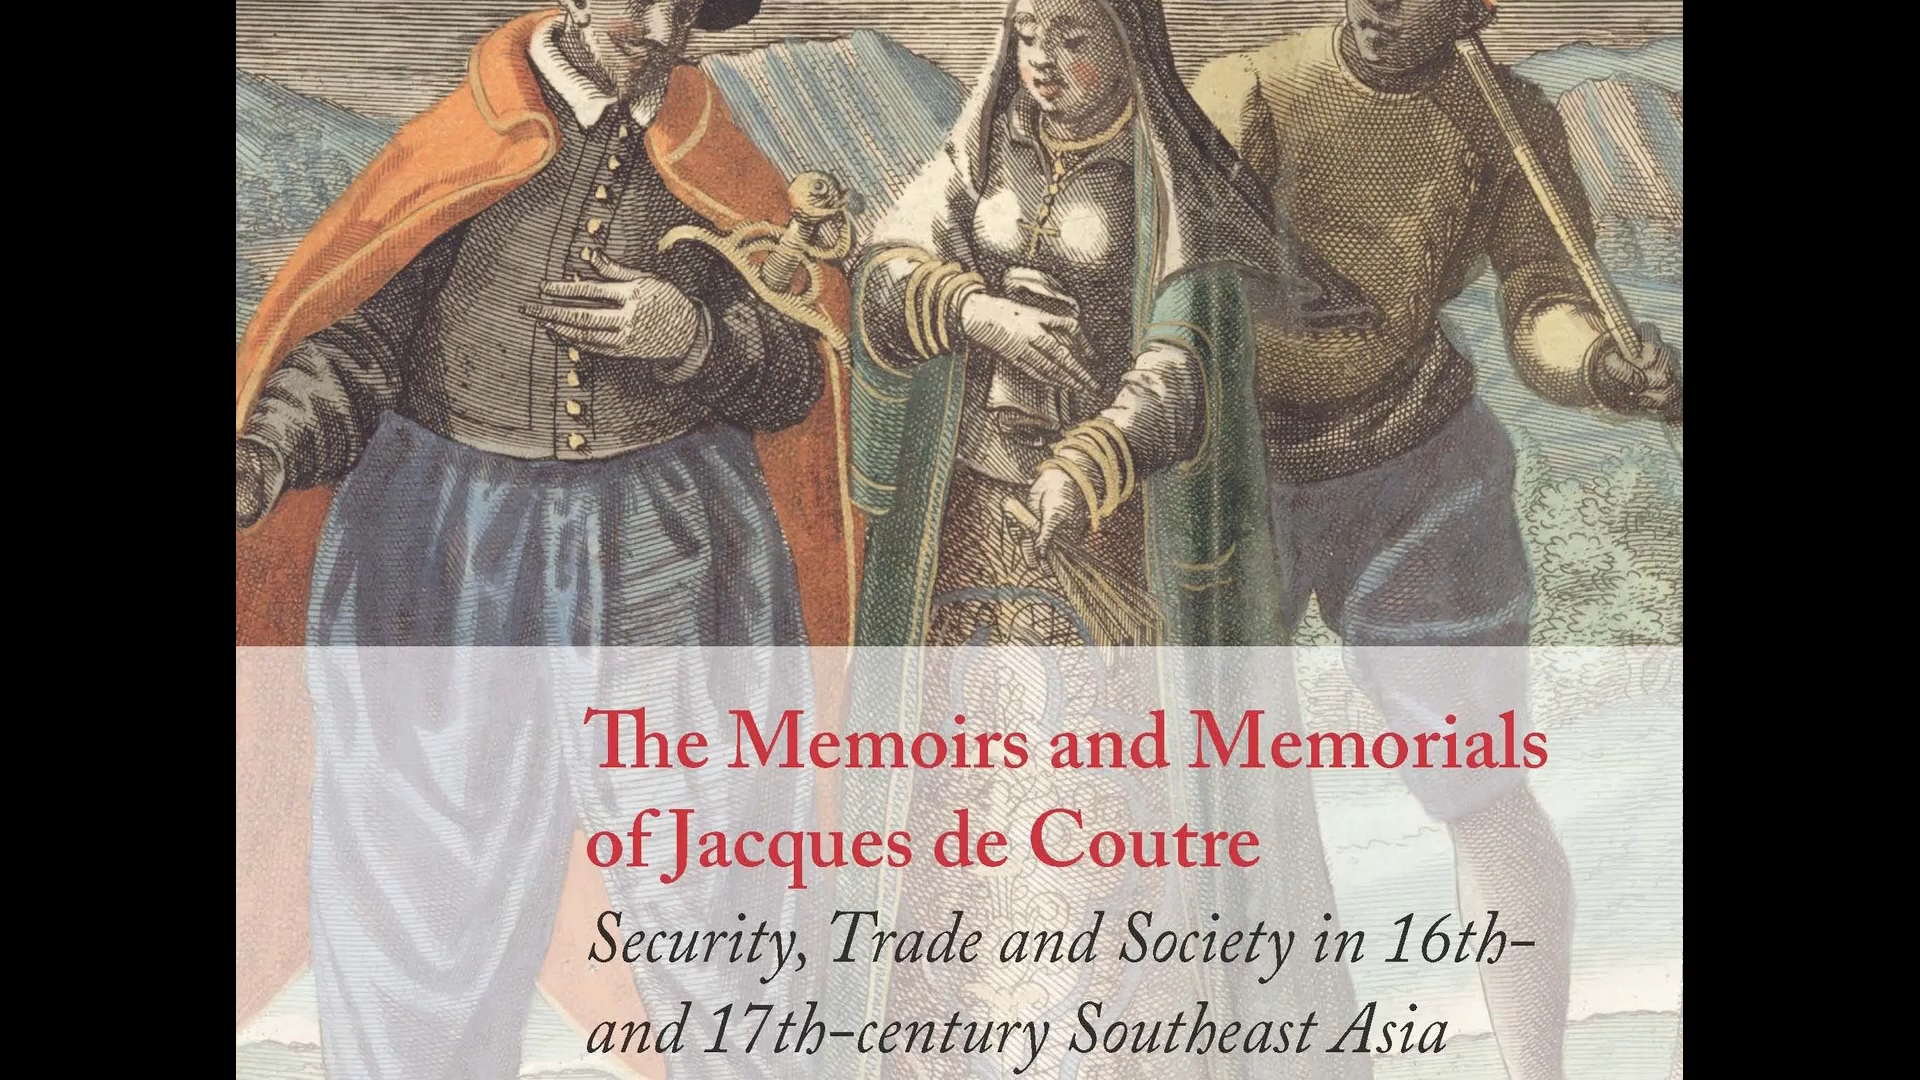 The Memoirs and Memorials
of Jacques de Coutre
Security, Trade and Society in 16th-
and 17th-century Southeast Asia